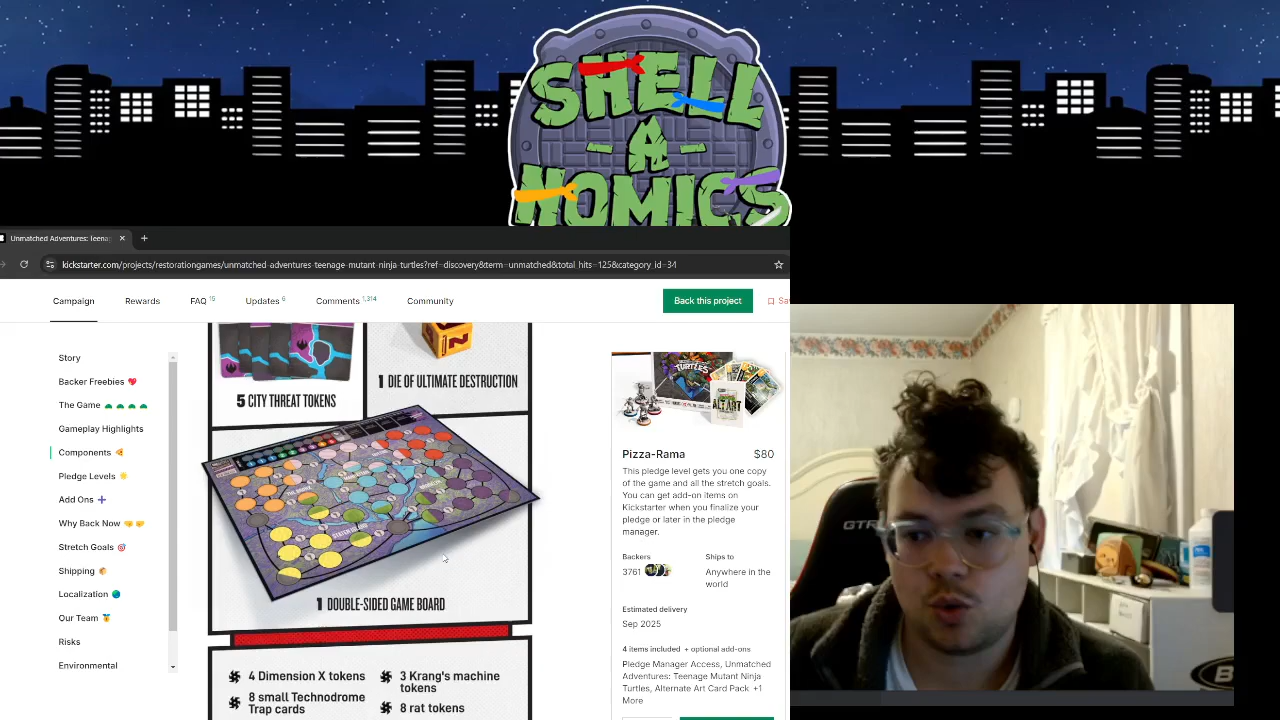 SHELL
-A-
NOMICS
Unmatched Adventures: Teenag
kickstarter.com/projects/restorationgames/unmatched-adventures-teenage-mutant-ninja-turtles?ref=discovery&term=unmatched&total_hits=125&category_id=34
Campaign
Rewards
FAQ 15
Updates 6
Comments 1,314
Community
Back this project
Story
Backer Freebies
The Game
Gameplay Highlights
Components
Pledge Levels
Add Ons
Why Back Now
Stretch Goals
Shipping
Localization
Our Team
Risks
Environmental
5 CITY THREAT TOKENS
1 DIE OF ULTIMATE DESTRUCTION
1 DOUBLE-SIDED GAME BOARD
4 Dimension X tokens
8 small Technodrome
Trap cards
3 Krang's machine
tokens
8 rat tokens
TURTLES
ALT ART
Pizza-Rama $80
This pledge level gets you one copy
of the game and all the stretch goals.
You can get add-on items on
Kickstarter when you finalize your
pledge or later in the pledge
manager.
Backers
3761
Ships to
Anywhere in the
world
Estimated delivery
Sep 2025
4 items included + optional add-ons
Pledge Manager Access, Unmatched
Adventures: Teenage Mutant Ninja
Turtles, Alternate Art Card Pack +1
More
GTR